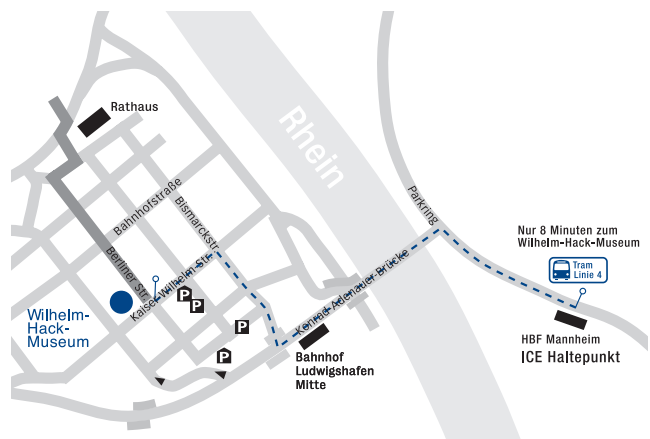 Rathaus
Rhein
Bahnhofstraße
Bismarckstr.
Parkring
Nur 8 Minuten zum
Wilhelm-Hack-Museum
Tram
Linie 4
Berliner Str.
Kaiser-Wilhelm-Str.
Konrad-Adenauer-Brücke
Wilhelm-
Hack-
Museum
P
P
P
P
HBF Mannheim
ICE Haltepunkt
Bahnhof
Ludwigshafen
Mitte